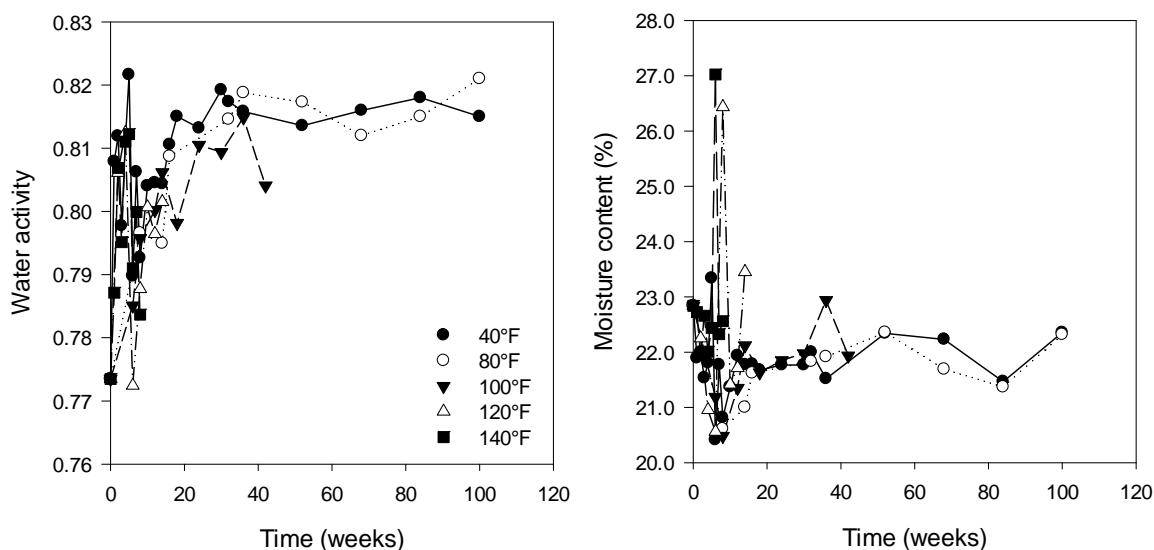 0.83
0.82
0.81
0.80
0.79
0.78
0.77
0.76
Water activity
0 20 40 60 80 100 120
Time (weeks)
40°F
80°F
100°F
120°F
140°F
28.0
27.0
26.0
25.0
24.0
23.0
22.0
21.0
20.0
Moisture content (%)
0 20 40 60 80 100 120
Time (weeks)